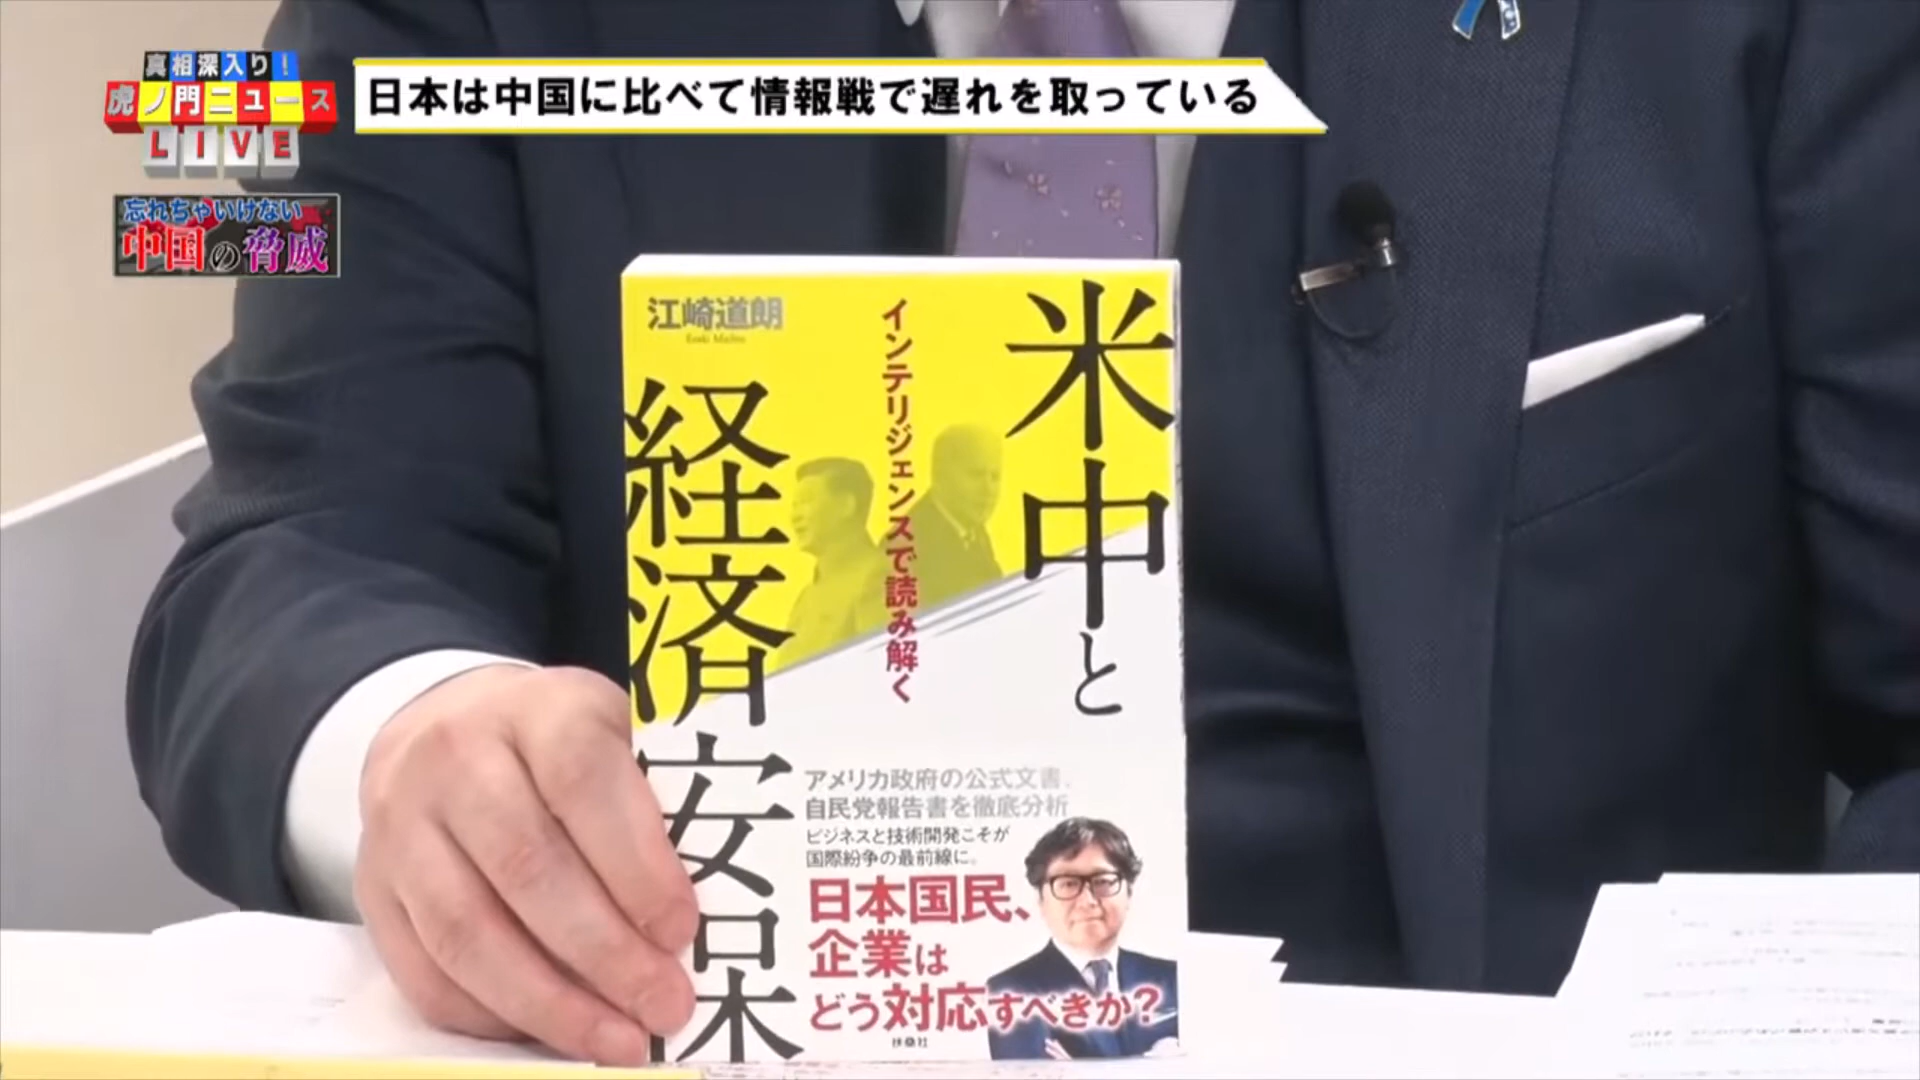 真相深入り!
虎ノ門ニュース
LIVE
日本は中国に比べて情報戦で遅れを取っている
忘れちゃいけない
中国の脅威
米中と
経済安保
インテリジェンスで読み解く
江崎道朗
Ezaki Michio
アメリカ政府の公式文書、
自民党報告書を徹底分析
ビジネスと技術開発こそが
国際紛争の最前線に。
日本国民、
企業は
どう対応すべきか?
扶桑社